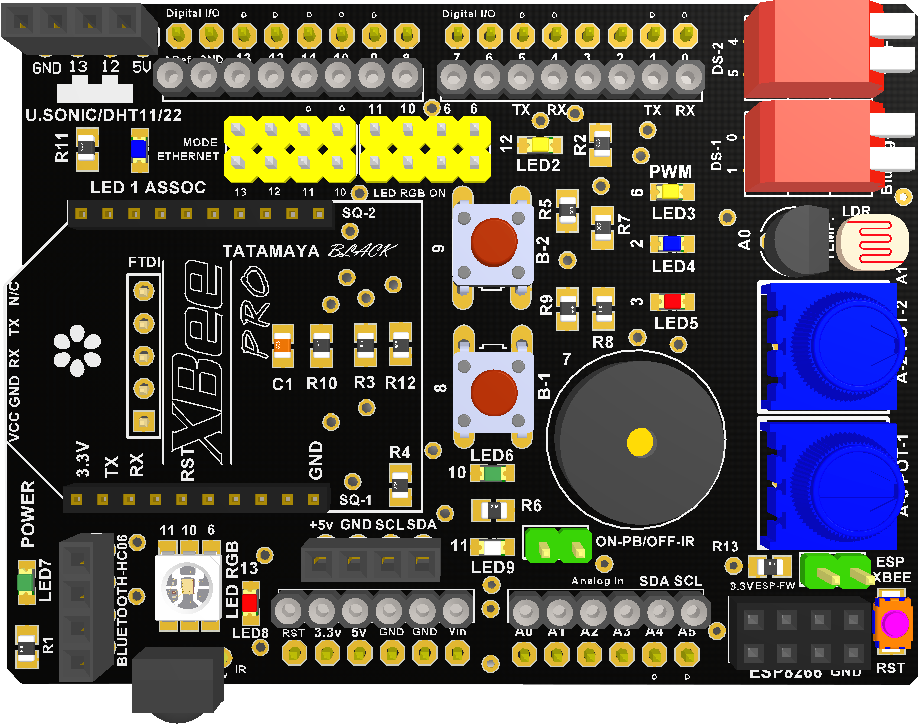 Digital I/O
Digital I/O
GND 13 12 5V
ARef GND 13 12 14 10 9 8
7 6 5 4 3 2 1 0
DS-2
4
5
TX RX TX RX
U.SONIC/DHT11/22
11 10 6 6
MODE
ETHERNET
R11
12
LED2
R2
DS-1
0
1
LED 1 ASSOC
13 12 11 10
LED RGB ON
PWM
6
LED3
SQ-2
R5
R7
A0
LDR
TATAMAYA BLACK
9
B-2
2
LED4
A1
FTDI
N/C
TX
RX
GND
VCC
XBee
PRO
R9
R8
3
LED5
C1 R10 R3 R12
7
8
B-1
3.3V
TX
RX
RST
GND
R4
LED6
10
SQ-1
R6
POWER
+5v GND SCL SDA
11 10 6
11
LED9
ON-PB/OFF-IR
R13
ESP
XBEE
3.3V ESP-FW
LED7
BLUETOOTH-HC06
LED RGB
13
LED8
Analog In SDA SCL
RST 3.3v 5v GND GND Vin
A0 A1 A2 A3 A4 A5
R1
IR
ESP8266 GND
RST